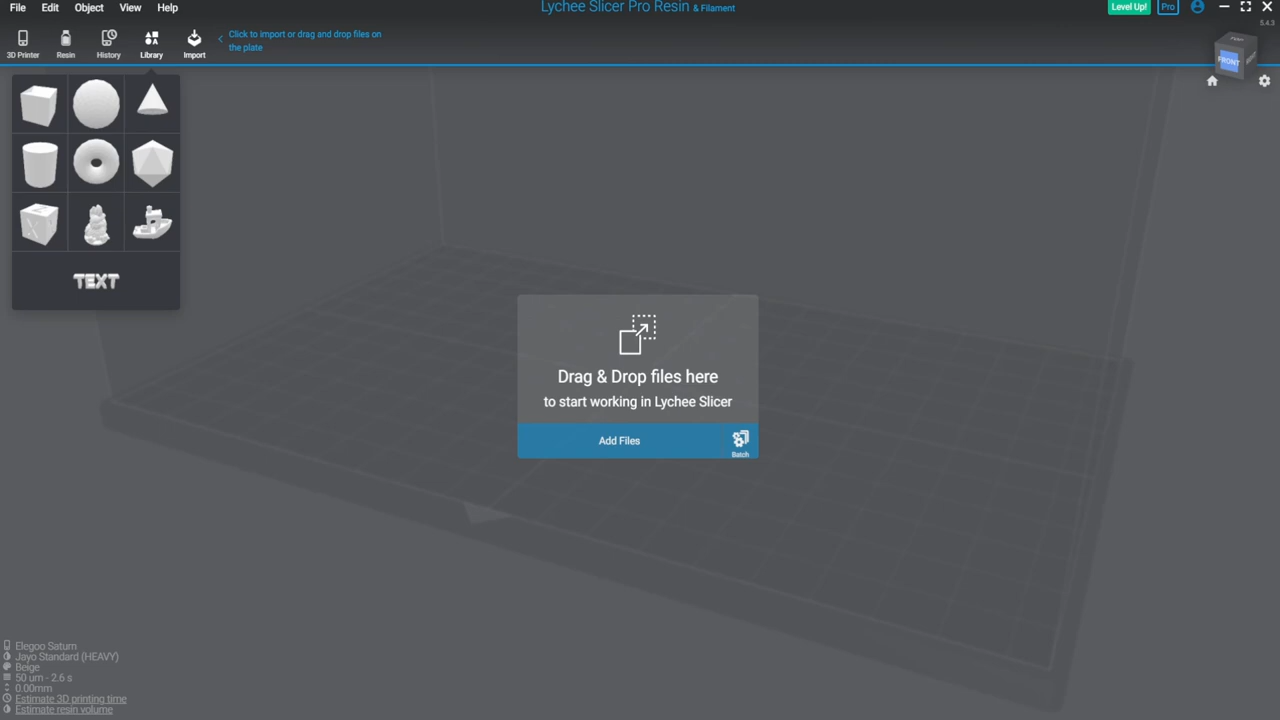 Lychee Slicer Pro Resin & Filament
Level Up!
Pro
File Edit Object View Help
5.4.3
3D Printer
Resin
History
Library
Import
Click to import or drag and drop files on
the plate
FRONT
TEXT
Drag & Drop files here
to start working in Lychee Slicer
Add Files
Batch
Elegoo Saturn
Jayo Standard (HEAVY)
Beige
50 um - 2.6 s
0.00mm
Estimate 3D printing time
Estimate resin volume